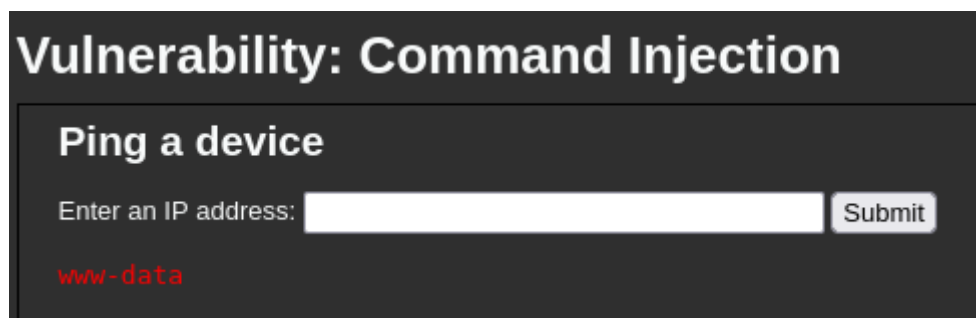 Vulnerability: Command Injection
Ping a device
Enter an IP address: Submit
www-data